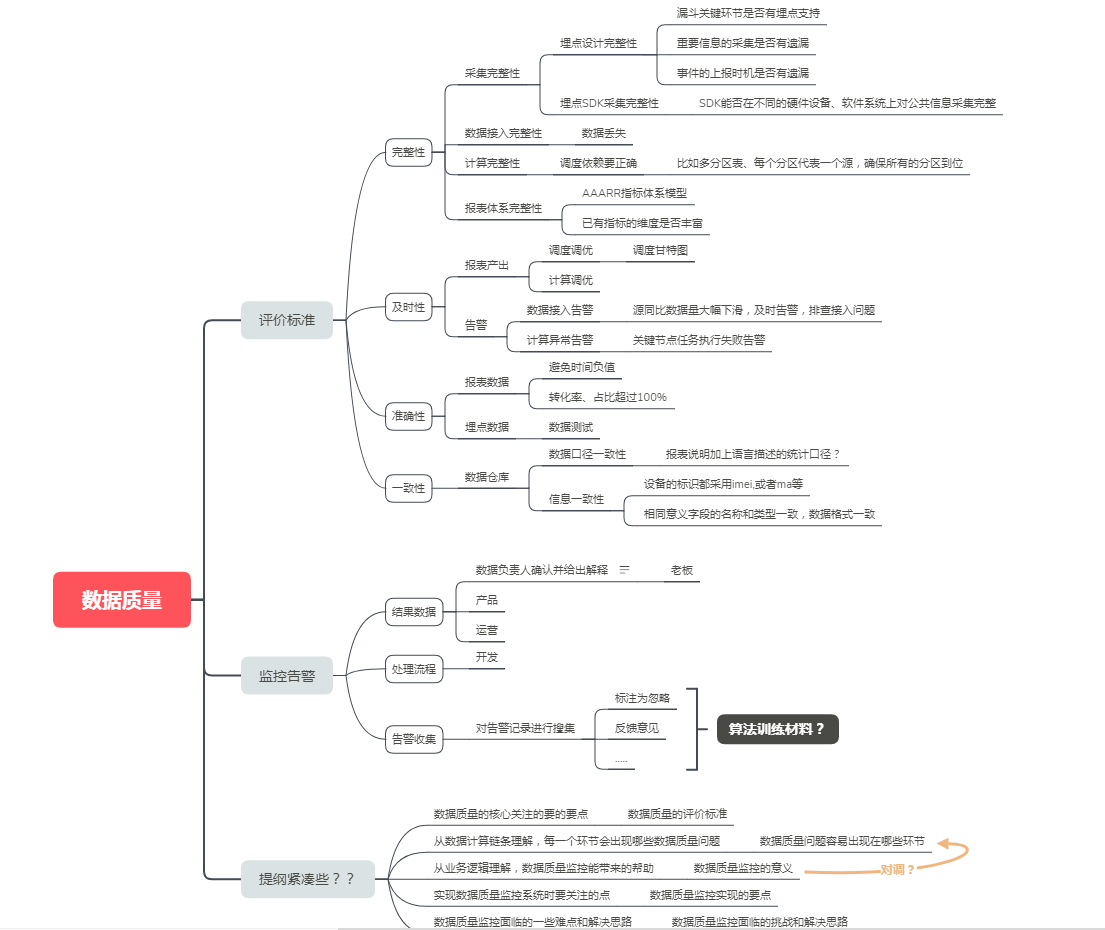 数据质量
评价标准
完整性
采集完整性
埋点设计完整性
漏斗关键环节是否有埋点支持
重要信息的采集是否有遗漏
事件的上报时机是否有遗漏
埋点SDK采集完整性
SDK能否在不同的硬件设备、软件系统上对公共信息采集完整
数据接入完整性
数据丢失
计算完整性
调度依赖要正确
比如多分区表、每个分区代表一个源，确保所有的分区到位
报表体系完整性
AAARR指标体系模型
已有指标的维度是否丰富
及时性
报表产出
调度调优
调度甘特图
计算调优
告警
数据接入告警
源同比数据量大幅下滑，及时告警，排查接入问题
计算异常告警
关键节点任务执行失败告警
准确性
报表数据
避免时间负值
转化率、占比超过100%
埋点数据
数据测试
一致性
数据仓库
数据口径一致性
报表说明加上语言描述的统计口径？
信息一致性
设备的标识都采用imei,或者ma等
相同意义字段的名称和类型一致，数据格式一致
监控告警
结果数据
数据负责人确认并给出解释
老板
产品
运营
处理流程
开发
告警收集
对告警记录进行搜集
标注为忽略
反馈意见
.....
算法训练材料？
提纲紧凑些？？
数据质量的核心关注的要的要点
数据质量的评价标准
从数据计算链条理解，每一个环节会出现哪些数据质量问题
数据质量问题容易出现在哪些环节
从业务逻辑理解，数据质量监控能带来的帮助
数据质量监控的意义
对调？
实现数据质量监控系统时要关注的点
数据质量监控实现的要点
数据质量监控面临的一些难点和解决思路
数据质量监控面临的挑战和解决思路